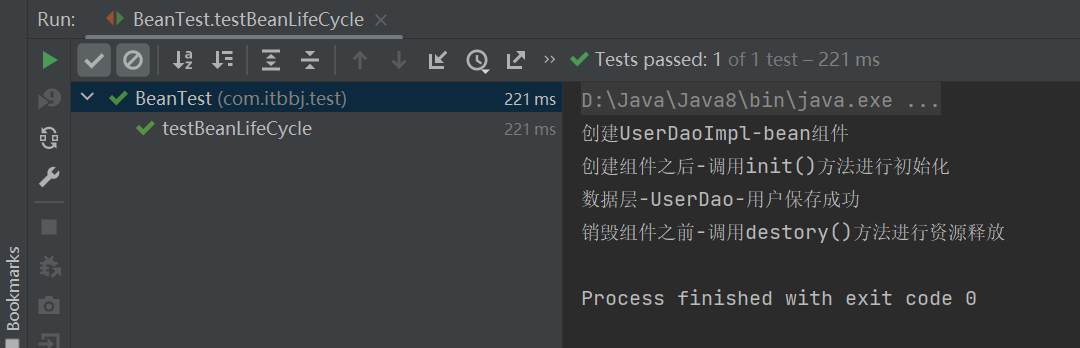 Run: BeanTest.testBeanLifeCycle
Tests passed: 1 of 1 test – 221 ms
BeanTest (com.itbbj.test) 221 ms
testBeanLifeCycle 221 ms
D:\Java\Java8\bin\java.exe ...
创建UserDaoImpl-bean组件
创建组件之后-调用init()方法进行初始化
数据层-UserDao-用户保存成功
销毁组件之前-调用destory()方法进行资源释放
Process finished with exit code 0
Bookmarks